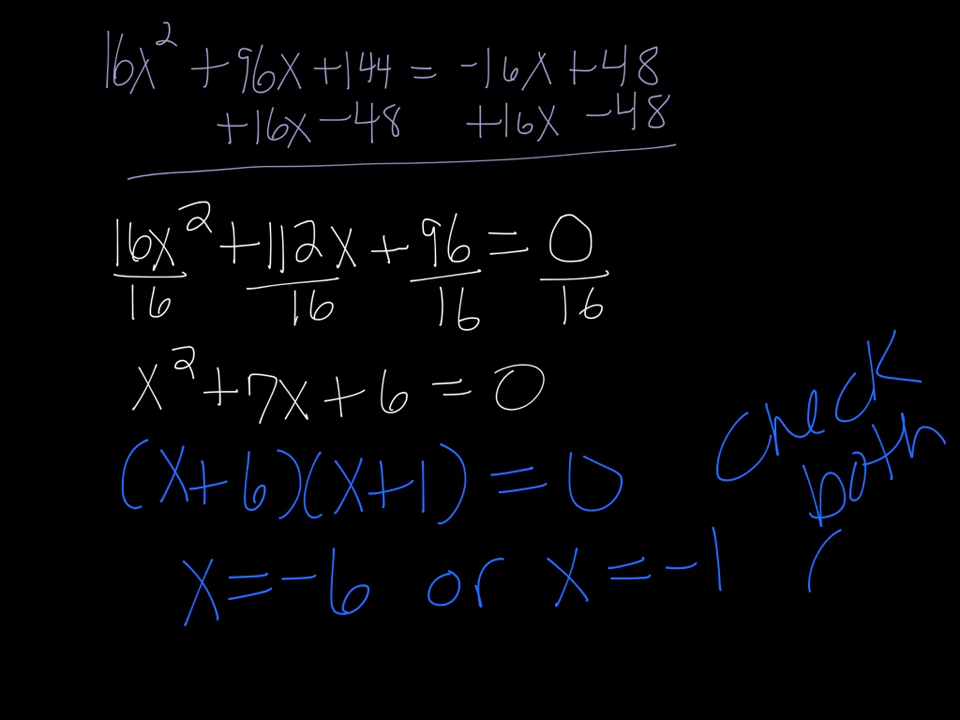 16x² + 96x + 144 = -16x + 48
+16x - 48 +16x - 48
16x² + 112x + 96 = 0
16 16 16 16
x² + 7x + 6 = 0
(x + 6)(x + 1) = 0
check
both
x = -6 or x = -1 (